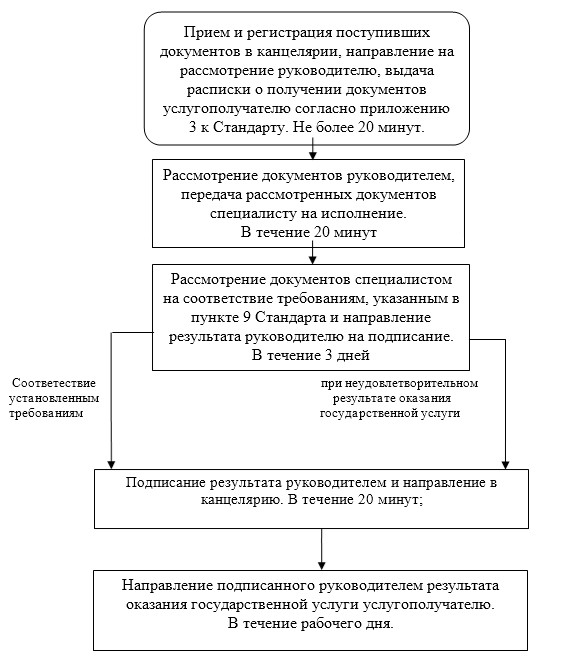 Прием и регистрация поступивших
документов в канцелярии, направление на
рассмотрение руководителю, выдача
расписки о получении документов
услугополучателю согласно приложению
3 к Стандарту. Не более 20 минут.
Рассмотрение документов руководителем,
передача рассмотренных документов
специалисту на исполнение.
В течение 20 минут
Рассмотрение документов специалистом
на соответствие требованиям, указанным в
пункте 9 Стандарта и направление
результата руководителю на подписание.
В течение 3 дней
Соответествие
установленным
требованиям
при неудовлетворительном
результате оказания
государственной услуги
Подписание результата руководителем и направление в
канцелярию. В течение 20 минут;
Направление подписанного руководителем результата
оказания государственной услуги услугополучателю.
В течение рабочего дня.